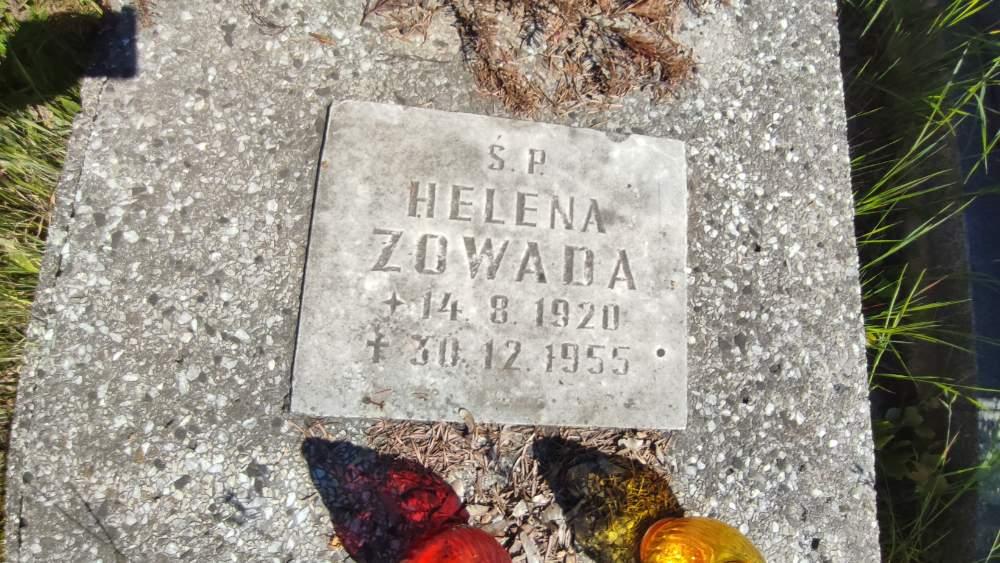 Ś. P.
HELENA
ZOWADA
+ 14. 8. 1920
✝ 30. 12. 1955